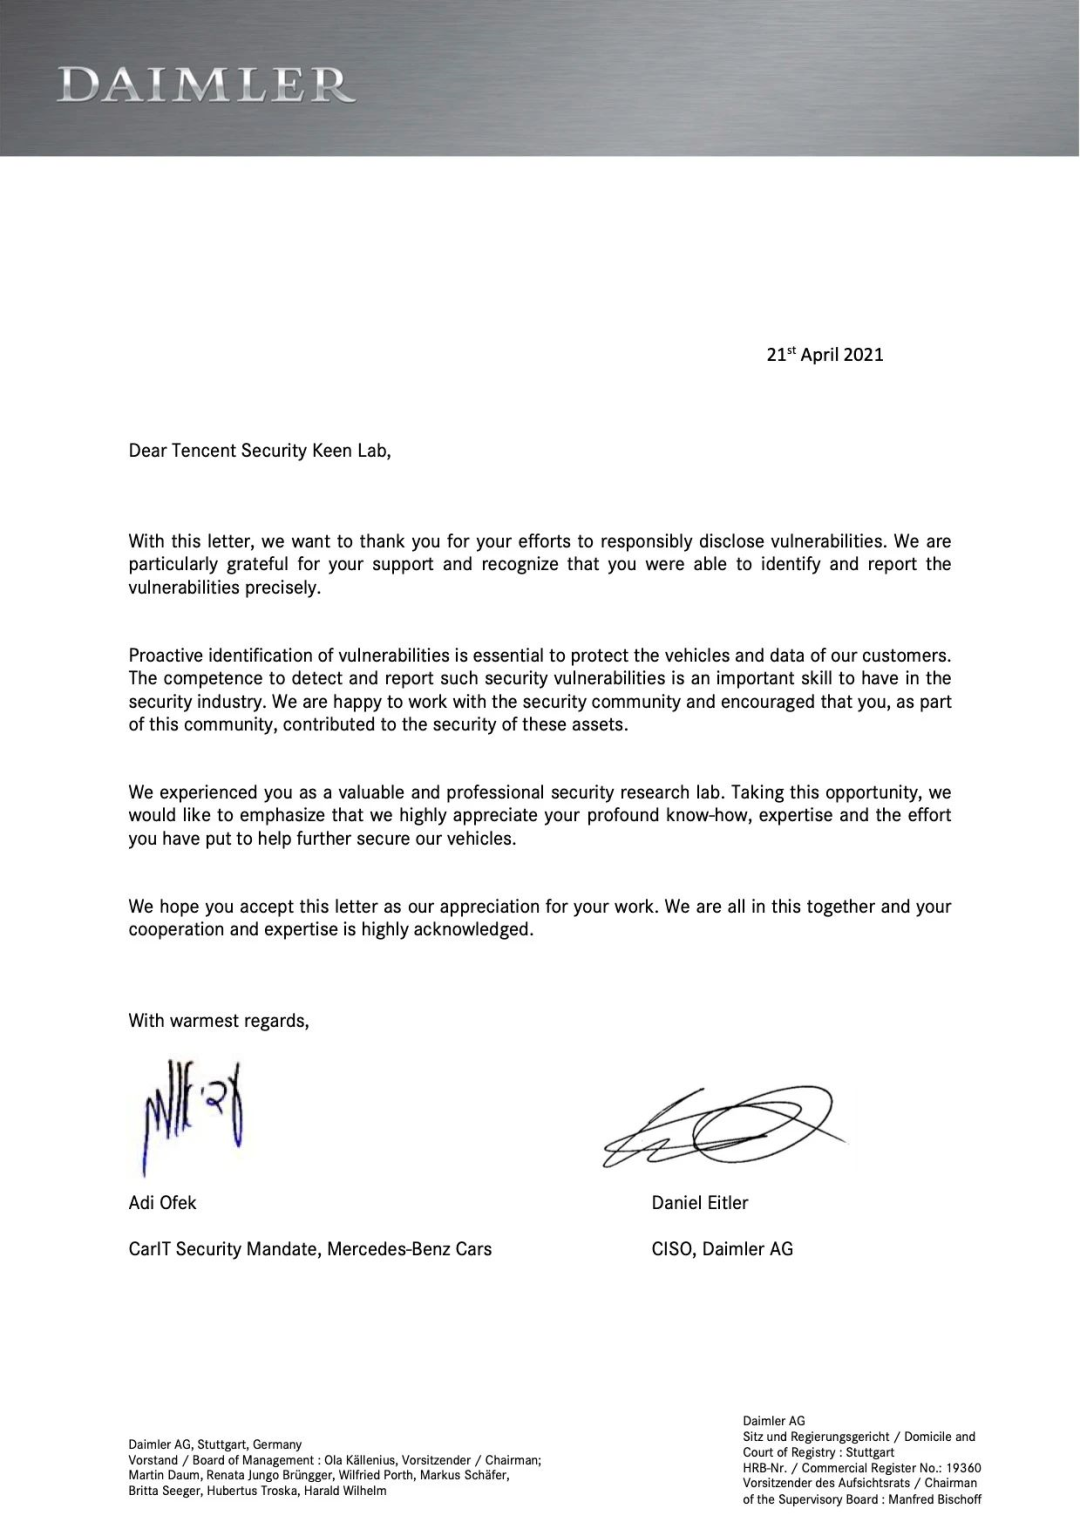 DAIMLER
21st April 2021
Dear Tencent Security Keen Lab,
With this letter, we want to thank you for your efforts to responsibly disclose vulnerabilities. We are
particularly grateful for your support and recognize that you were able to identify and report the
vulnerabilities precisely.
Proactive identification of vulnerabilities is essential to protect the vehicles and data of our customers.
The competence to detect and report such security vulnerabilities is an important skill to have in the
security industry. We are happy to work with the security community and encouraged that you, as part
of this community, contributed to the security of these assets.
We experienced you as a valuable and professional security research lab. Taking this opportunity, we
would like to emphasize that we highly appreciate your profound know-how, expertise and the effort
you have put to help further secure our vehicles.
We hope you accept this letter as our appreciation for your work. We are all in this together and your
cooperation and expertise is highly acknowledged.
With warmest regards,
Adi Ofek
Daniel Eitler
CarIT Security Mandate, Mercedes-Benz Cars
CISO, Daimler AG
Daimler AG, Stuttgart, Germany
Vorstand / Board of Management : Ola Källenius, Vorsitzender / Chairman;
Martin Daum, Renata Jungo Brüngger, Wilfried Porth, Markus Schäfer,
Britta Seeger, Hubertus Troska, Harald Wilhelm
Daimler AG
Sitz und Regierungsgericht / Domicile and
Court of Registry : Stuttgart
HRB-Nr. / Commercial Register No.: 19360
Vorsitzender des Aufsichtsrats / Chairman
of the Supervisory Board : Manfred Bischoff